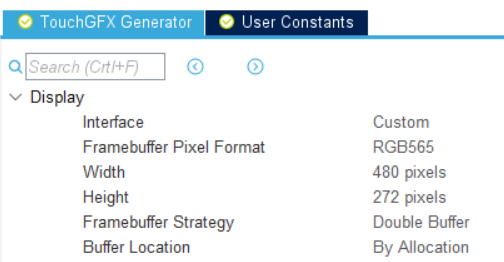 TouchGFX Generator User Constants
Search (Crtl+F)
Display
Interface Custom
Framebuffer Pixel Format RGB565
Width 480 pixels
Height 272 pixels
Framebuffer Strategy Double Buffer
Buffer Location By Allocation